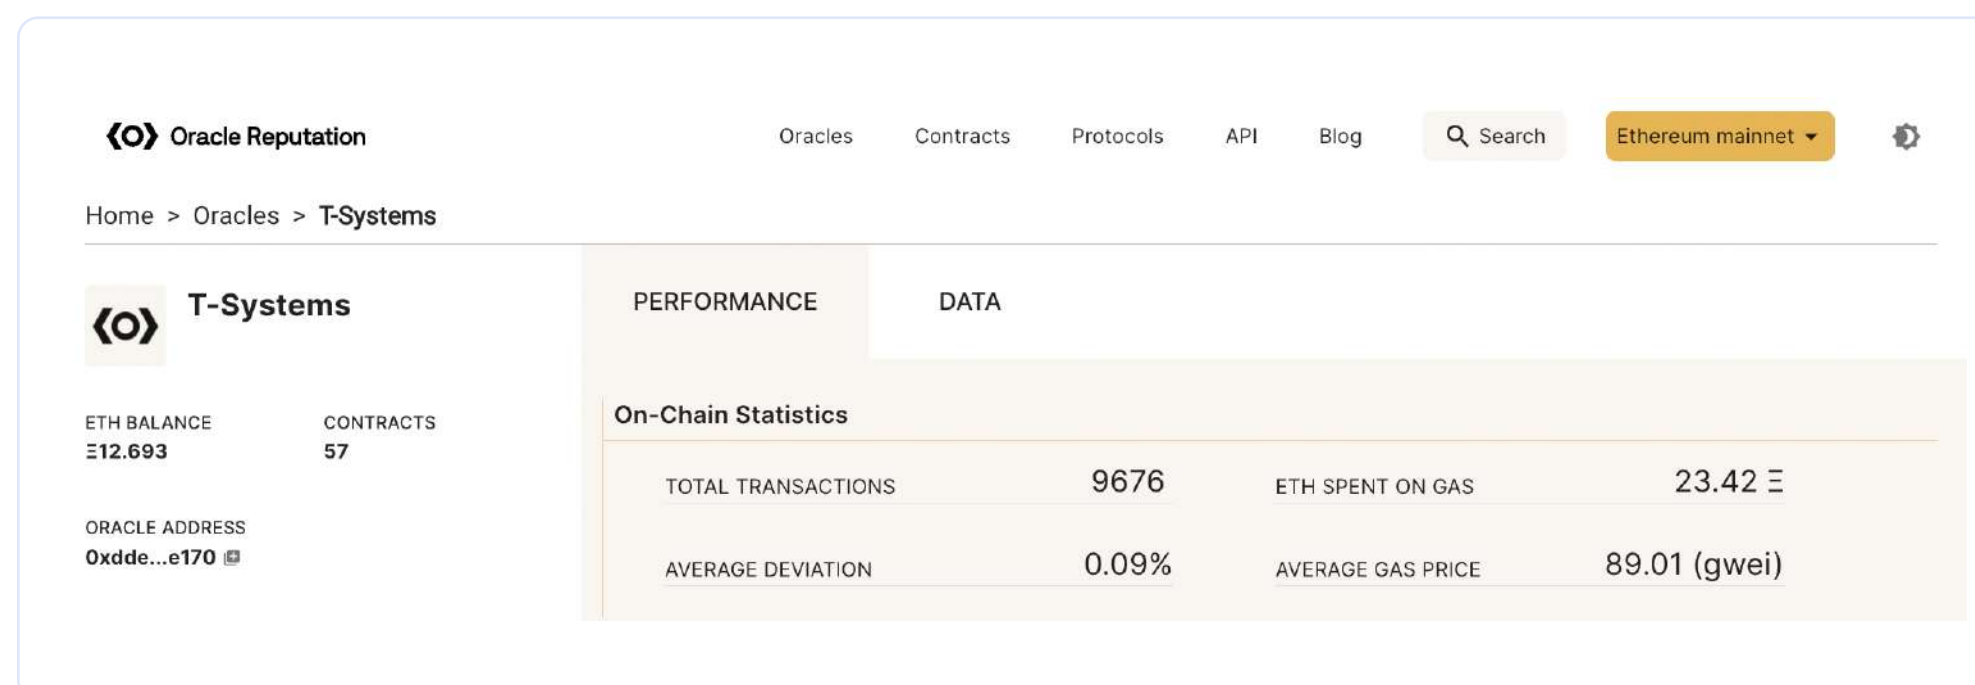 Oracle Reputation Oracles Contracts Protocols API Blog Search Ethereum mainnet
Home > Oracles > T-Systems
T-Systems
ETH BALANCE CONTRACTS
Ξ12.693 57
ORACLE ADDRESS
0xdde...e170
PERFORMANCE DATA
On-Chain Statistics
TOTAL TRANSACTIONS 9676 ETH SPENT ON GAS 23.42 Ξ
AVERAGE DEVIATION 0.09% AVERAGE GAS PRICE 89.01 (gwei)